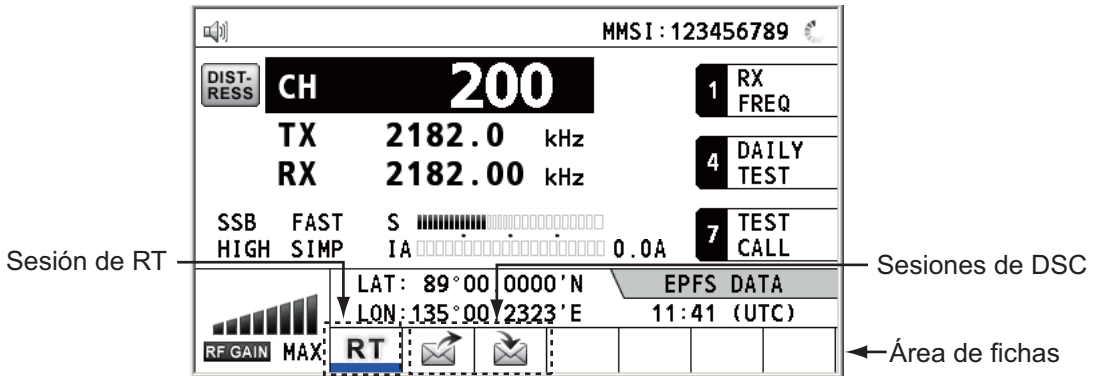 MMSI:123456789
DIST-
RESS
CH 200
TX 2182.0 kHz
RX 2182.00 kHz
1 RX
FREQ
4 DAILY
TEST
7 TEST
CALL
SSB FAST S
HIGH SIMP IA 0.0A
Sesión de RT
Sesiones de DSC
LAT: 89°00.0000'N
LON:135°00.2323'E
EPFS DATA
11:41 (UTC)
RF GAIN MAX
RT
Área de fichas